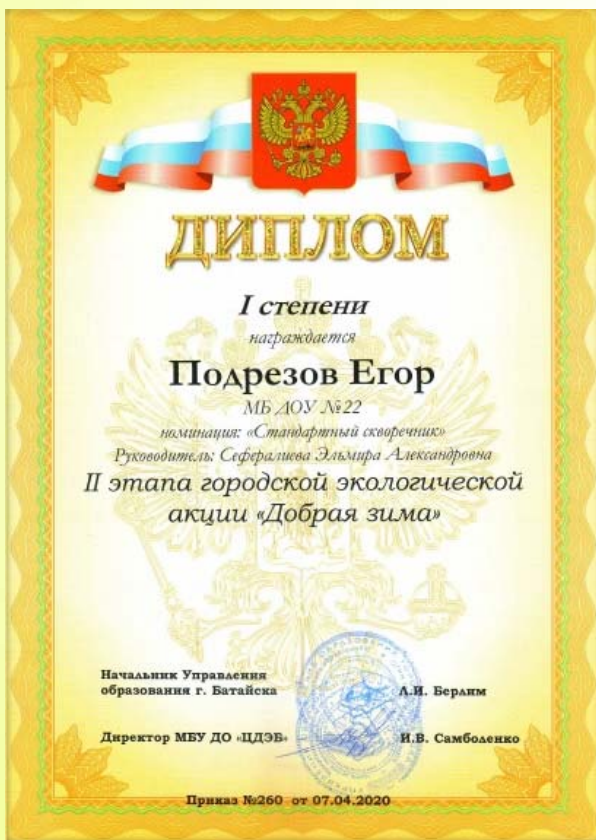 ДИПЛОМ
I степени
награждается
Подрезов Егор
МБ ДОУ №22
номинация: «Стандартный скворечник»
Руководитель: Сефералиева Эльмира Александровна
II этапа городской экологической
акции «Добрая зима»
Начальник Управления
образования г. Батайска Л.И. Берлим
Директор МБУ ДО «ЦДЭБ» И.В. Самболенко
Приказ №260 от 07.04.2020